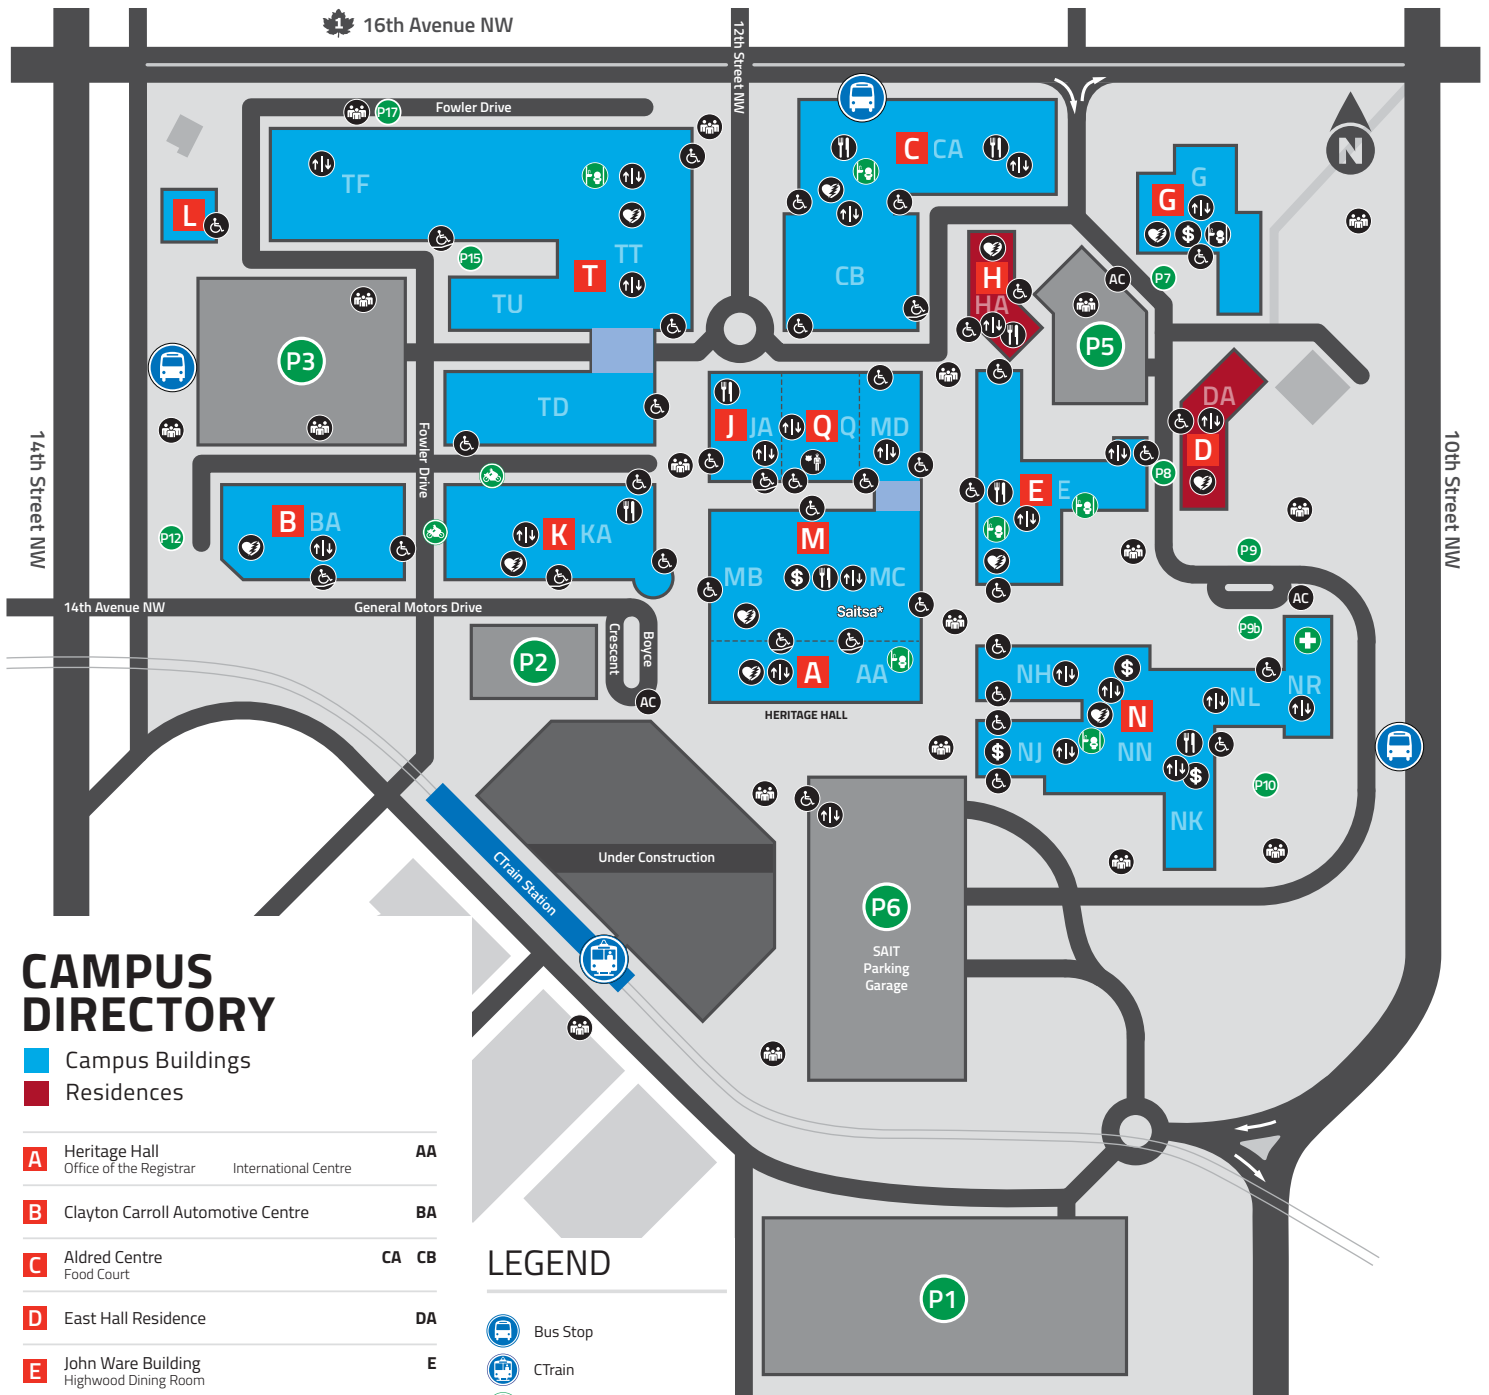 1
16th Avenue NW
12th Street NW
Fowler Drive
P17
TF
L
P15
TT
T
TU
C
CA
CB
N
G
G
H
HA
AC
P7
P5
P3
TD
Fowler Drive
J
JA
Q
Q
MD
DA
D
P8
E
E
14th Street NW
10th Street NW
P12
B
BA
K
KA
M
MB
$
MC
Saitsa*
$
P9
AC
P9b
14th Avenue NW
General Motors Drive
Boyce
Crescent
P2
AC
A
AA
HERITAGE HALL
NH
$
N
NL
NR
$
NJ
NN
$
P10
NK
Under Construction
CTrain Station
P6
SAIT
Parking
Garage
P1
CAMPUS
DIRECTORY
Campus Buildings
Residences
A
Heritage Hall
AA
Office of the Registrar
International Centre
B
Clayton Carroll Automotive Centre
BA
C
Aldred Centre
CA CB
Food Court
D
East Hall Residence
DA
E
John Ware Building
E
Highwood Dining Room
LEGEND
Bus Stop
CTrain